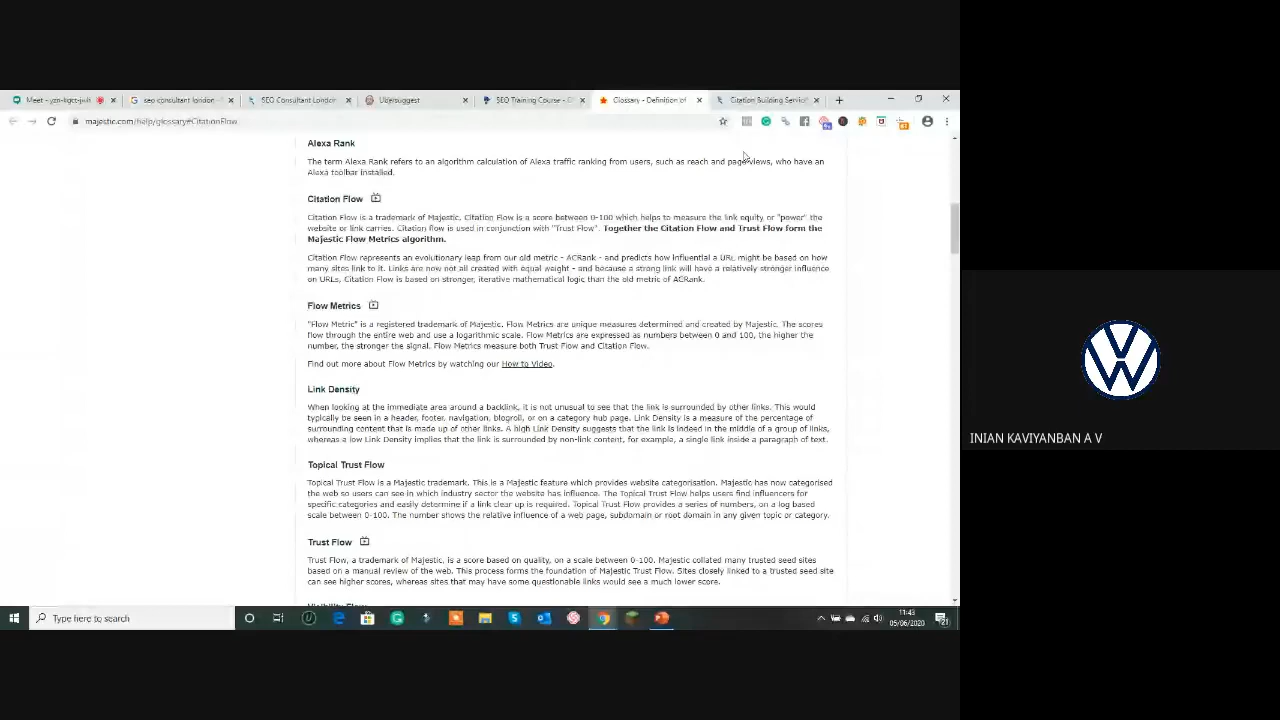 Meet - yzn-kgct-jwh
seo consultant london
SEO Consultant London
Ubersuggest
SEO Training Course -
Glossary - Definition of
Citation Building Service
majestic.com/help/glossary#CitationFlow
Alexa Rank
The term Alexa Rank refers to an algorithm calculation of Alexa traffic ranking from users, such as reach and page views, who have an
Alexa toolbar installed.
Citation Flow
Citation Flow is a trademark of Majestic. Citation Flow is a score between 0-100 which helps to measure the link equity or "power" the
website or link carries. Citation flow is used in conjunction with "Trust Flow". Together the Citation Flow and Trust Flow form the
Majestic Flow Metrics algorithm.
Citation Flow represents an evolutionary leap from our old metric - ACRank - and predicts how influential a URL might be based on how
many sites link to it. Links are now not all created with equal weight - and because a strong link will have a relatively stronger influence
on URLs, Citation Flow is based on stronger, iterative mathematical logic than the old metric of ACRank.
Flow Metrics
"Flow Metric" is a registered trademark of Majestic. Flow Metrics are unique measures determined and created by Majestic. The scores
flow through the entire web and use a logarithmic scale. Flow Metrics are expressed as numbers between 0 and 100, the higher the
number, the stronger the signal. Flow Metrics measure both Trust Flow and Citation Flow.
Find out more about Flow Metrics by watching our How to Video.
Link Density
When looking at the immediate area around a backlink, it is not unusual to see that the link is surrounded by other links. This would
typically be seen in a header, footer, navigation, blogroll, or on a category hub page. Link Density is a measure of the percentage of
surrounding content that is made up of other links. A high Link Density suggests that the link is indeed in the middle of a group of links,
whereas a low Link Density implies that the link is surrounded by non-link content, for example, a single link inside a paragraph of text.
Topical Trust Flow
Topical Trust Flow is a Majestic trademark. This is a Majestic feature which provides website categorisation. Majestic has now categorised
the web so users can see in which industry sector the website has influence. The Topical Trust Flow helps users find influencers for
specific categories and easily determine if a link clear up is required. Topical Trust Flow provides a series of numbers, on a log based
scale between 0-100. The number shows the relative influence of a web page, subdomain or root domain in any given topic or category.
Trust Flow
Trust Flow, a trademark of Majestic, is a score based on quality, on a scale between 0-100. Majestic collated many trusted seed sites
based on a manual review of the web. This process forms the foundation of Majestic Trust Flow. Sites closely linked to a trusted seed site
can see higher scores, whereas sites that may have some questionable links would see a much lower score.
Visibility Flow
Type here to search
11:43
05/06/2020
INIAN KAVIYANBAN A V